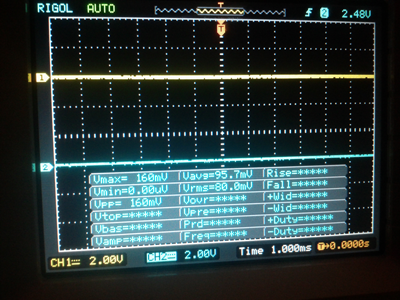 RIGOL AUTO T 2 2.48V
T
1
2
Vmax= 160mV Vavg=95.7mV Rise=*****
Vmin=0.00uV Vrms=80.0mV Fall=*****
Vpp= 160mV Vovr=***** +Wid=*****
Vtop=***** Vpre=***** -Wid=*****
Vbas=***** Prd=***** +Duty=*****
Vamp=***** Freq=***** -Duty=*****
CH1 2.00V CH2 2.00V Time 1.000ms T→0.0000s